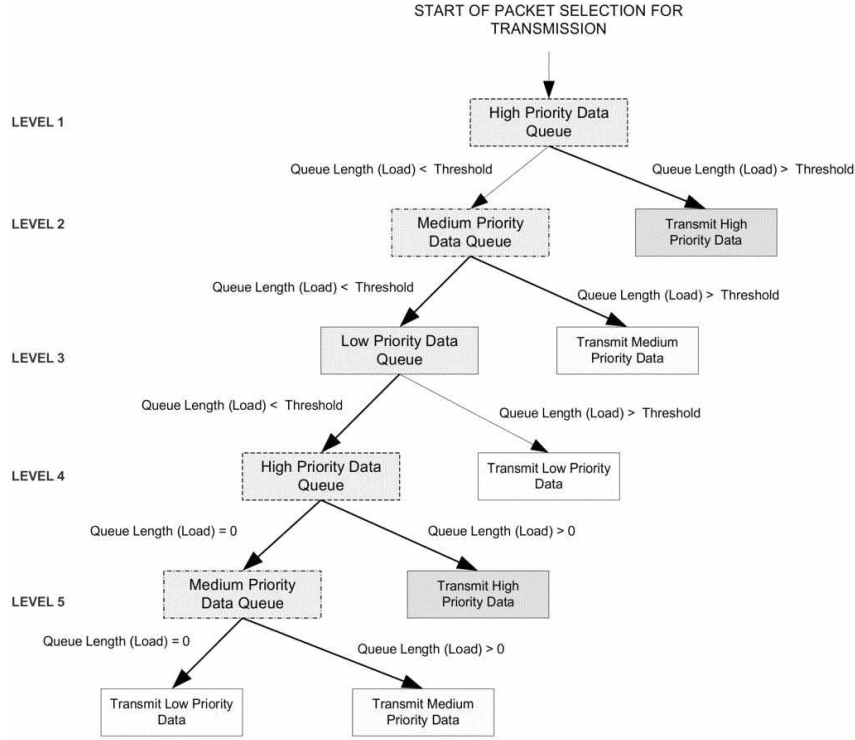 START OF PACKET SELECTION FOR
TRANSMISSION
LEVEL 1
High Priority Data
Queue
Queue Length (Load) < Threshold
Queue Length (Load) > Threshold
LEVEL 2
Medium Priority
Data Queue
Transmit High
Priority Data
Queue Length (Load) < Threshold
Queue Length (Load) > Threshold
LEVEL 3
Low Priority Data
Queue
Transmit Medium
Priority Data
Queue Length (Load) < Threshold
Queue Length (Load) > Threshold
LEVEL 4
High Priority Data
Queue
Transmit Low Priority
Data
Queue Length (Load) = 0
Queue Length (Load) > 0
LEVEL 5
Medium Priority
Data Queue
Transmit High
Priority Data
Queue Length (Load) = 0
Queue Length (Load) > 0
Transmit Low Priority
Data
Transmit Medium
Priority Data